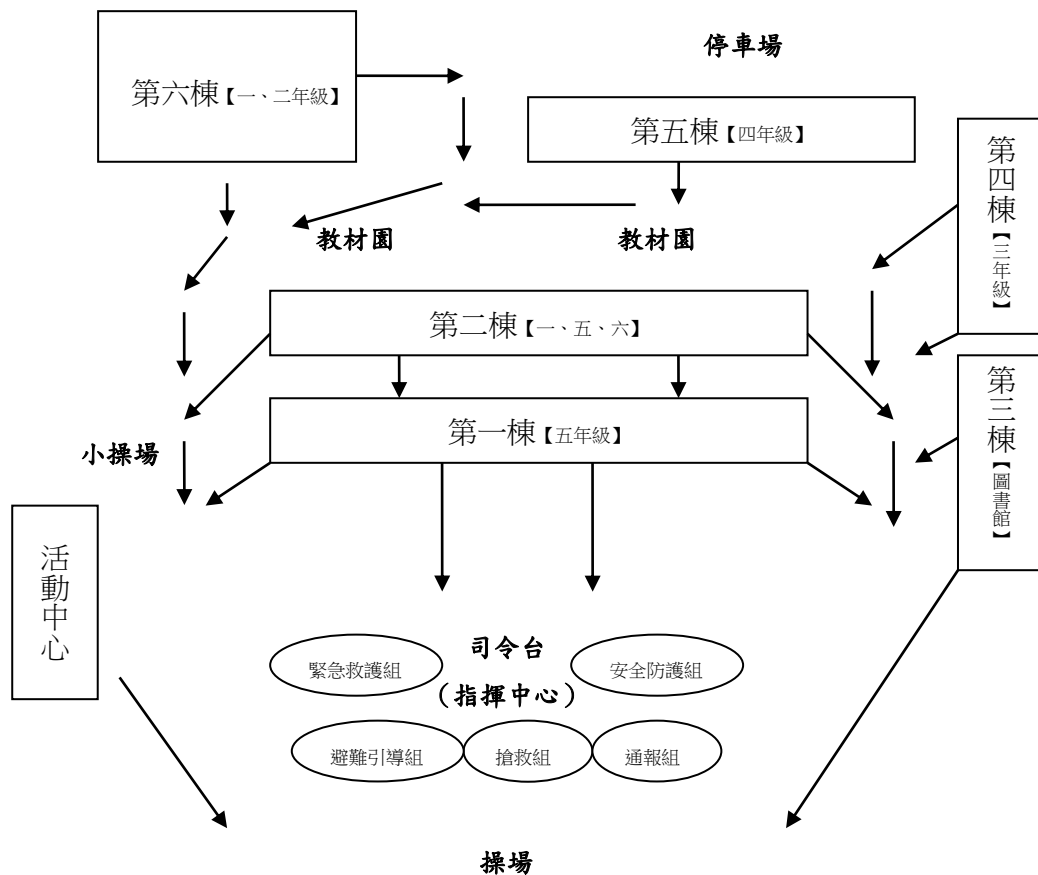 停車場
第六棟【一、二年級】
第五棟【四年級】
第四棟【三年級】
教材園
教材園
第二棟【一、五、六】
第三棟【圖書館】
第一棟【五年級】
小操場
活動中心
司令台
緊急救護組
安全防護組
（指揮中心）
避難引導組
搶救組
通報組
操場